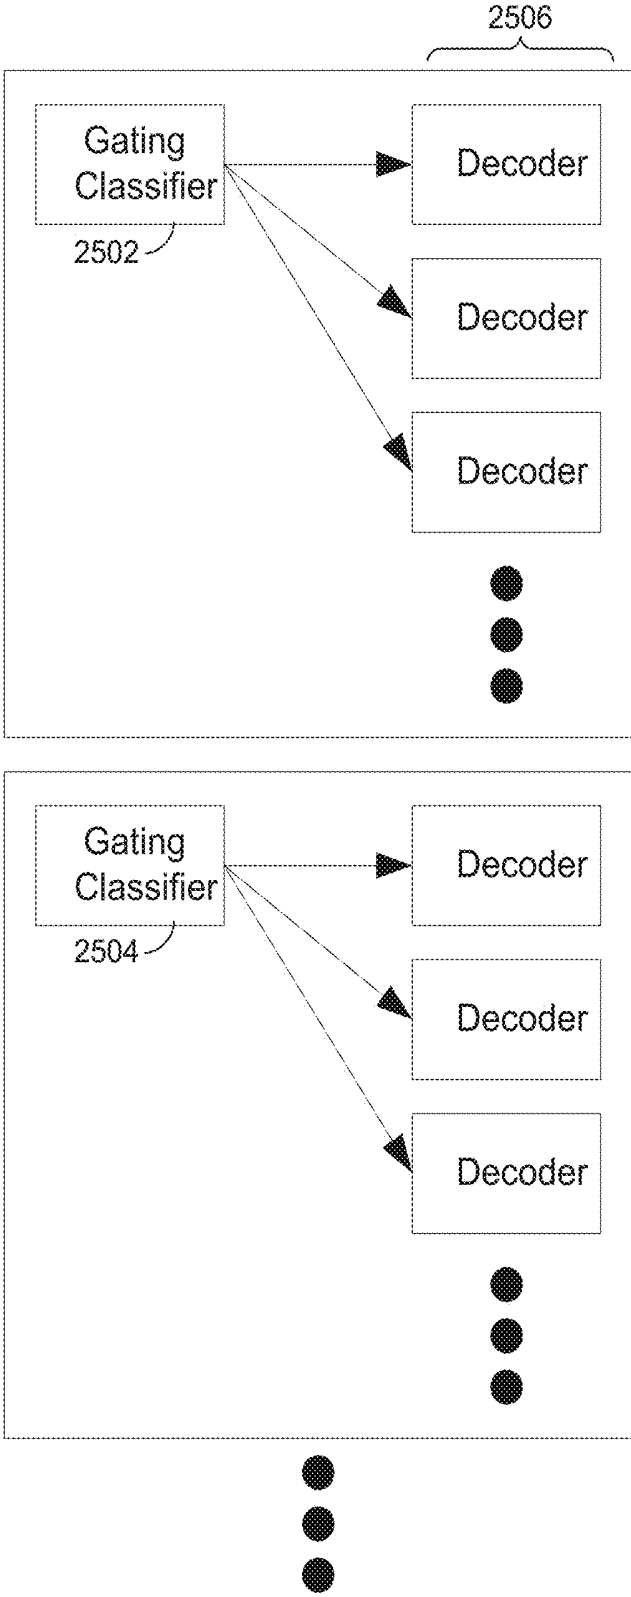 2506
Gating
Classifier
2502
Decoder
Decoder
Decoder
Gating
Classifier
2504
Decoder
Decoder
Decoder